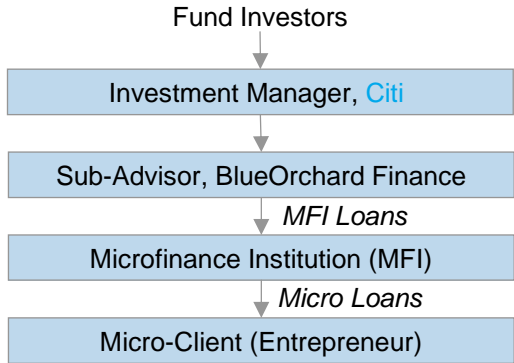 Fund Investors
Investment Manager, Citi
Sub-Advisor, BlueOrchard Finance
MFI Loans
Microfinance Institution (MFI)
Micro Loans
Micro-Client (Entrepreneur)